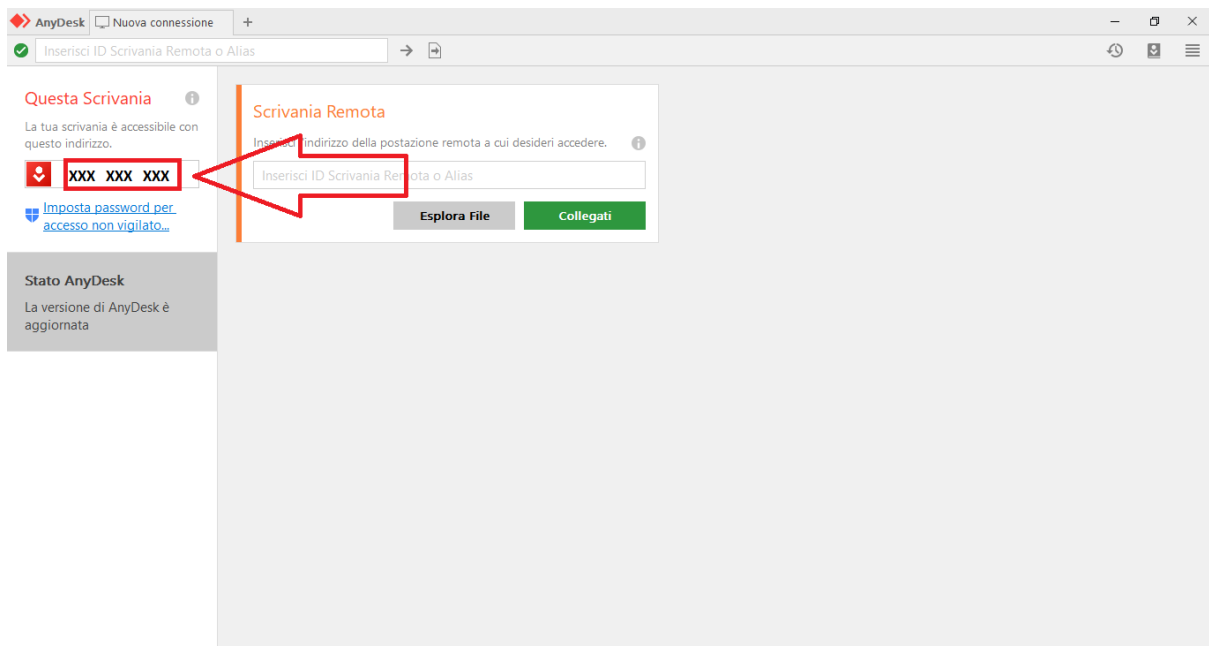 AnyDesk Nuova connessione
Inserisci ID Scrivania Remota o Alias
Questa Scrivania
La tua scrivania è accessibile con
questo indirizzo.
XXX XXX XXX
Imposta password per
accesso non vigilato...
Stato AnyDesk
La versione di AnyDesk è
aggiornata
Scrivania Remota
Inserisci l'indirizzo della postazione remota a cui desideri accedere.
Inserisci ID Scrivania Remota o Alias
Esplora File Collegati